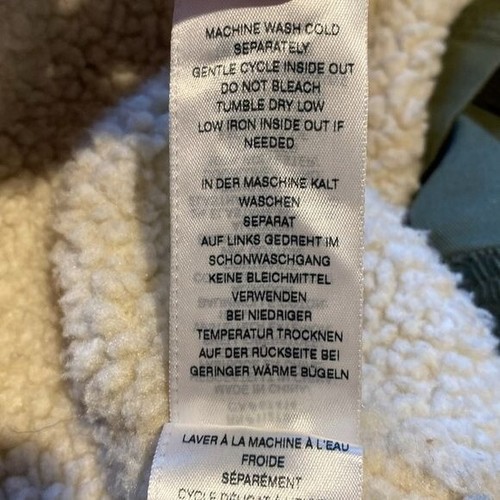 MACHINE WASH COLD
SEPARATELY
GENTLE CYCLE INSIDE OUT
DO NOT BLEACH
TUMBLE DRY LOW
LOW IRON INSIDE OUT IF
NEEDED
IN DER MASCHINE KALT
WASCHEN
SEPARAT
AUF LINKS GEDREHT IM
SCHONWASCHGANG
KEINE BLEICHMITTEL
VERWENDEN
BEI NIEDRIGER
TEMPERATUR TROCKNEN
AUF DER RÜCKSEITE BEI
GERINGER WÄRME BÜGELN
LAVER À LA MACHINE À L'EAU
FROIDE
SÉPARÉMENT
CYCLE DÉLICAT À